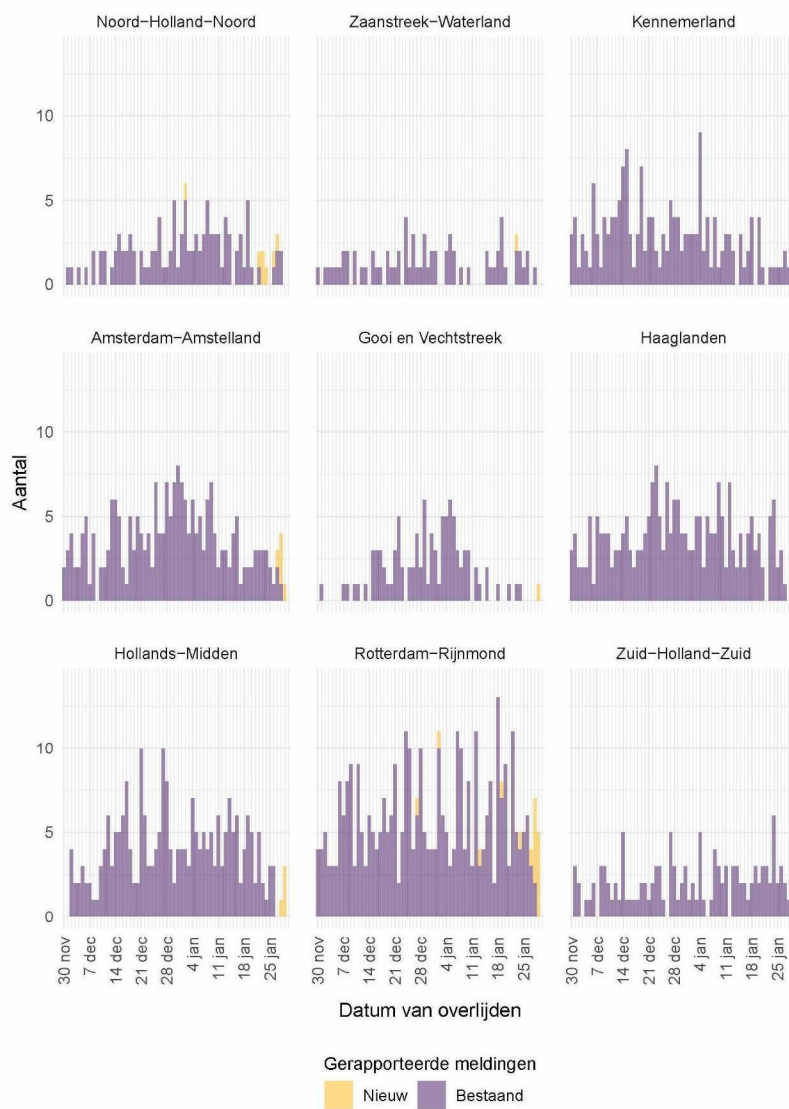 Noord-Holland-Noord Zaanstreek-Waterland Kennemerland
10
5
0
Amsterdam-Amstelland Gooi en Vechtstreek Haaglanden
Aantal
10
5
0
Hollands-Midden Rotterdam-Rijnmond Zuid-Holland-Zuid
10
5
0
30 nov 7 dec 14 dec 21 dec 28 dec 4 jan 11 jan 18 jan 25 jan 30 nov 7 dec 14 dec 21 dec 28 dec 4 jan 11 jan 18 jan 25 jan 30 nov 7 dec 14 dec 21 dec 28 dec 4 jan 11 jan 18 jan 25 jan
Datum van overlijden
Gerapporteerde meldingen
Nieuw Bestaand